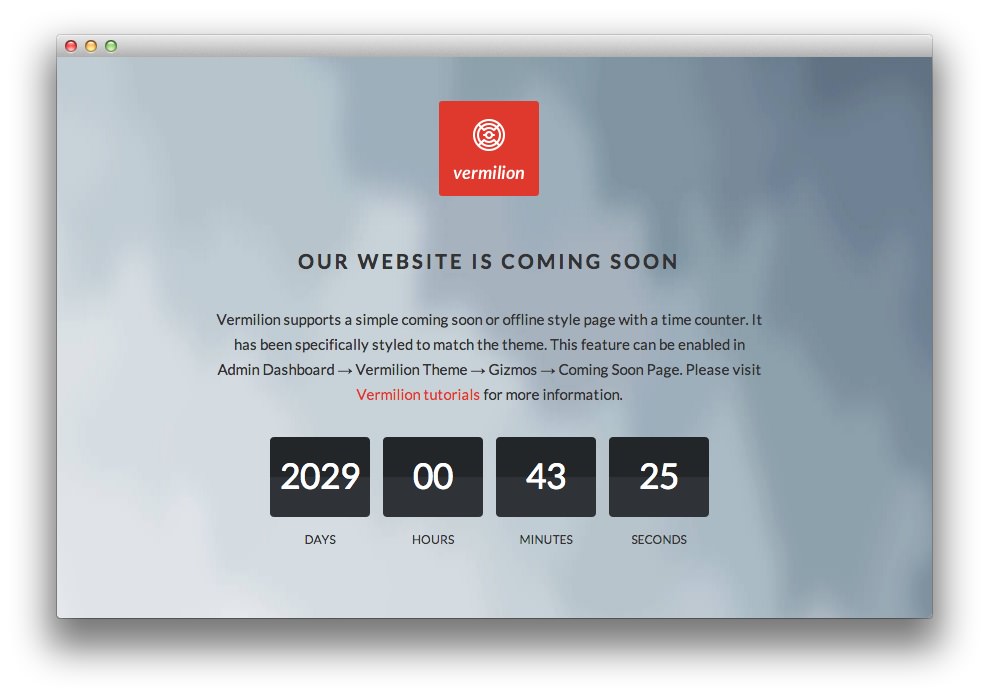 vermilion
OUR WEBSITE IS COMING SOON
Vermilion supports a simple coming soon or offline style page with a time counter. It
has been specifically styled to match the theme. This feature can be enabled in
Admin Dashboard → Vermilion Theme → Gizmos → Coming Soon Page. Please visit
Vermilion tutorials for more information.
2029 00 43 25
DAYS HOURS MINUTES SECONDS